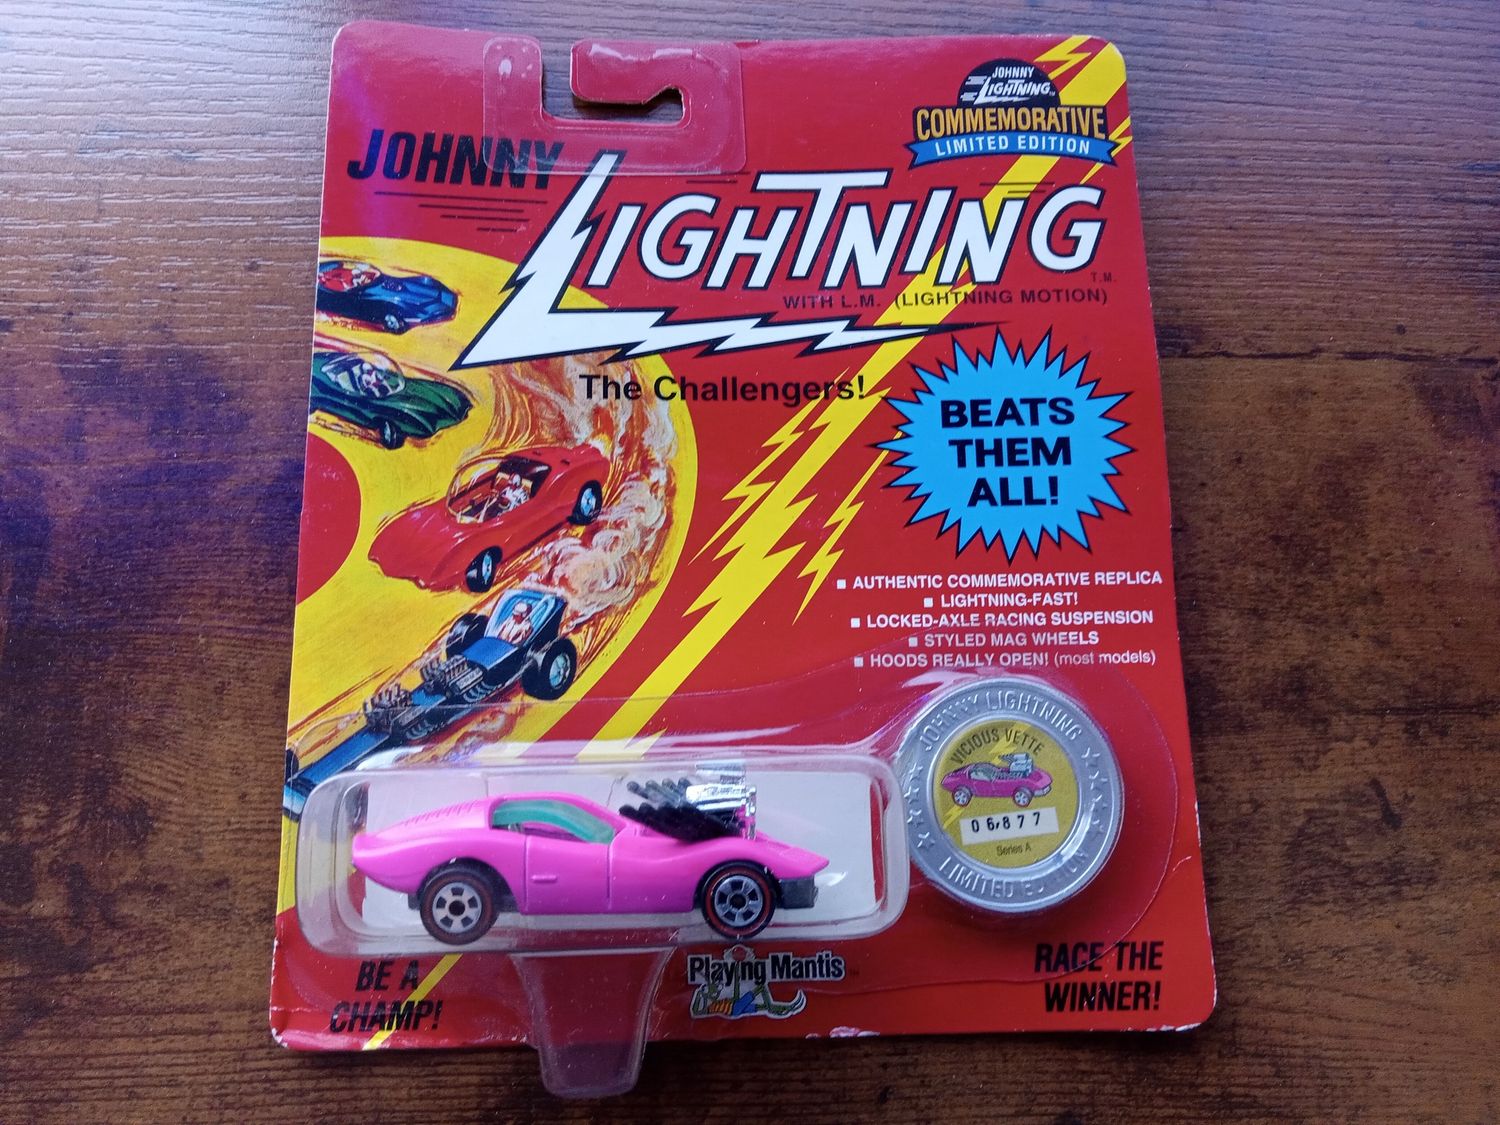 JOHNNY
LIGHTNING
COMMEMORATIVE
LIMITED EDITION
JOHNNY
LIGHTNING
T.M.
WITH L.M. (LIGHTNING MOTION)
The Challengers!
BEATS
THEM
ALL!
■ AUTHENTIC COMMEMORATIVE REPLICA
■ LIGHTNING-FAST!
■ LOCKED-AXLE RACING SUSPENSION
■ STYLED MAG WHEELS
■ HOODS REALLY OPEN! (most models)
JOHNNY LIGHTNING
VICIOUS VETTE
06,877
Series A
LIMITED EDITION
BE A
CHAMP!
Playing Mantis
RACE THE
WINNER!